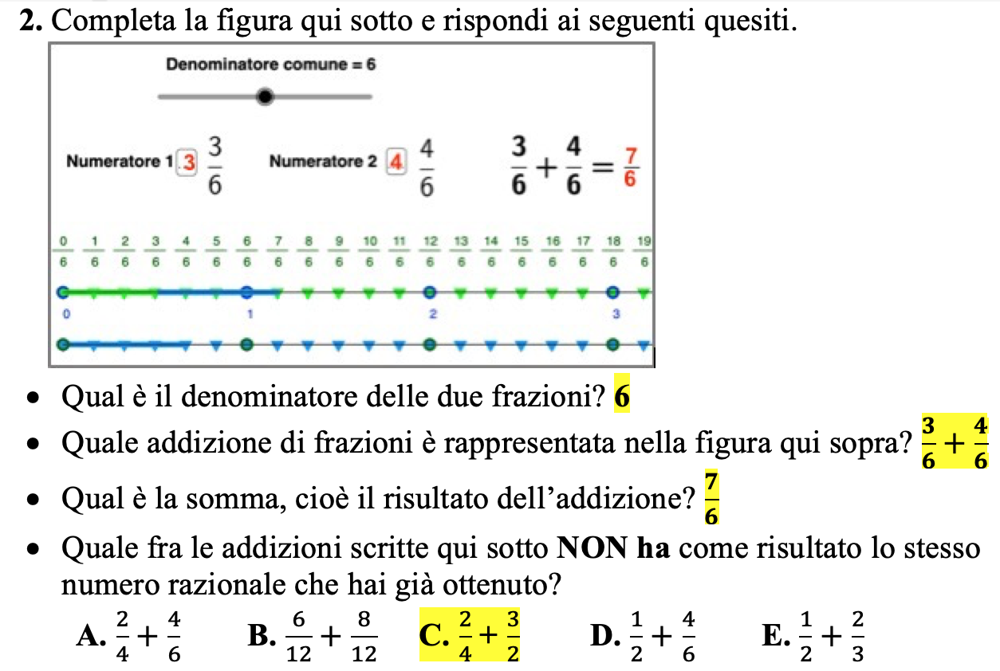 2. Completa la figura qui sotto e rispondi ai seguenti quesiti.
Denominatore comune = 6
Numeratore 1 3 3/6 Numeratore 2 4 4/6 3/6 + 4/6 = 7/6
0/6 1/6 2/6 3/6 4/6 5/6 6/6 7/6 8/6 9/6 10/6 11/6 12/6 13/6 14/6 15/6 16/6 17/6 18/6 19/6
0 1 2 3
• Qual è il denominatore delle due frazioni? 6
• Quale addizione di frazioni è rappresentata nella figura qui sopra? 3/6 + 4/6
• Qual è la somma, cioè il risultato dell’addizione? 7/6
• Quale fra le addizioni scritte qui sotto NON ha come risultato lo stesso
numero razionale che hai già ottenuto?
A. 2/4 + 4/6 B. 6/12 + 8/12 C. 2/4 + 3/2 D. 1/2 + 4/6 E. 1/2 + 2/3